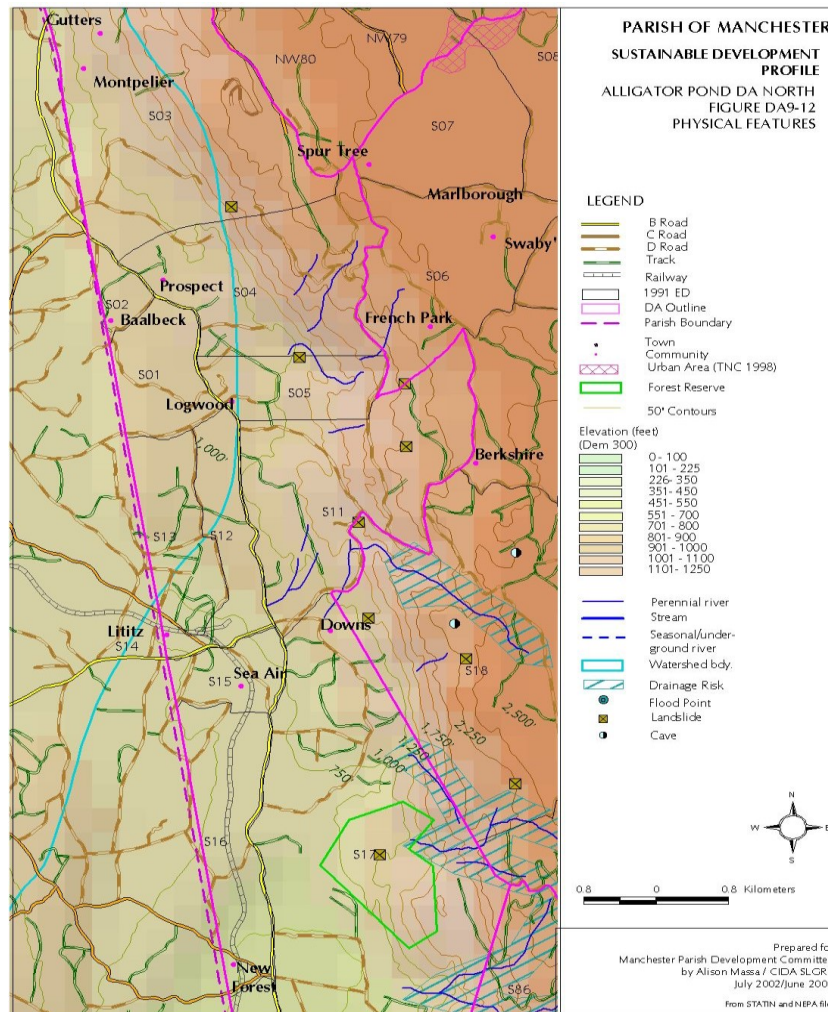 PARISH OF MANCHESTER
SUSTAINABLE DEVELOPMENT
PROFILE
ALLIGATOR POND DA NORTH
FIGURE DA9-12
PHYSICAL FEATURES
LEGEND
B Road
C Road
D Road
Track
Railway
1991 ED
DA Outline
Parish Boundary
Town
Community
Urban Area (TNC 1998)
Forest Reserve
50' Contours
Elevation (feet)
(Dem 300)
0 - 100
101 - 225
226- 350
351- 450
451- 550
551 - 700
701 - 800
801- 900
901 - 1000
1001 - 1100
1101- 1250
Perennial river
Stream
Seasonal/under-
ground river
Watershed bdy.
Drainage Risk
Flood Point
Landslide
Cave
N
W E
S
0.8 0 0.8 Kilometers
Prepared fo
Manchester Parish Development Committe
by Alison Massa / CIDA SLGR
July 2002/June 200
From STATIN and NEPA file
Gutters
NW79
NW80
S08
Montpelier
S03
S07
Spur Tree
Marlborough
Swaby'
S06
Prospect
S04
S02
Baalbeck
French Park
S01
S05
Logwood
1,000'
Berkshire
S11
S13
S12
Downs
Lititz
S14
S18
S15
Sea Air
2,500'
2,250
1,750'
1,250'
1,000'
750
S16
S17
New
Forest
S86